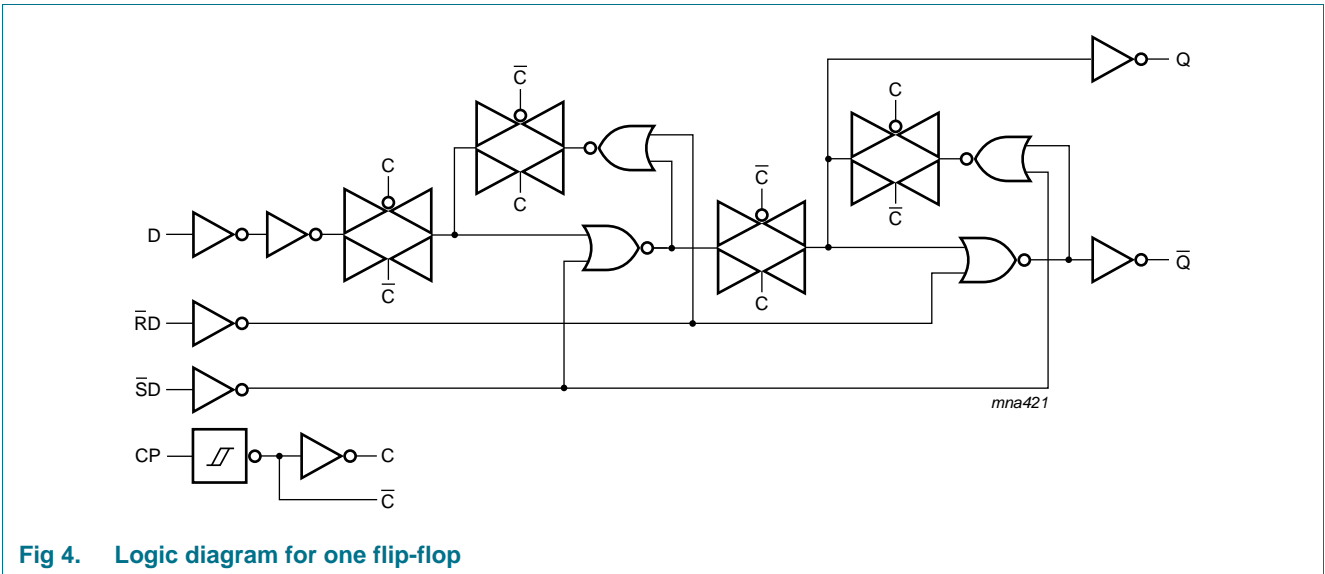 Q
C̅
C
C
C
C̅
C
C̅
D
Q̅
C̅
C
R̅D
S̅D
mna421
CP
C
C̅
Fig 4. Logic diagram for one flip-flop